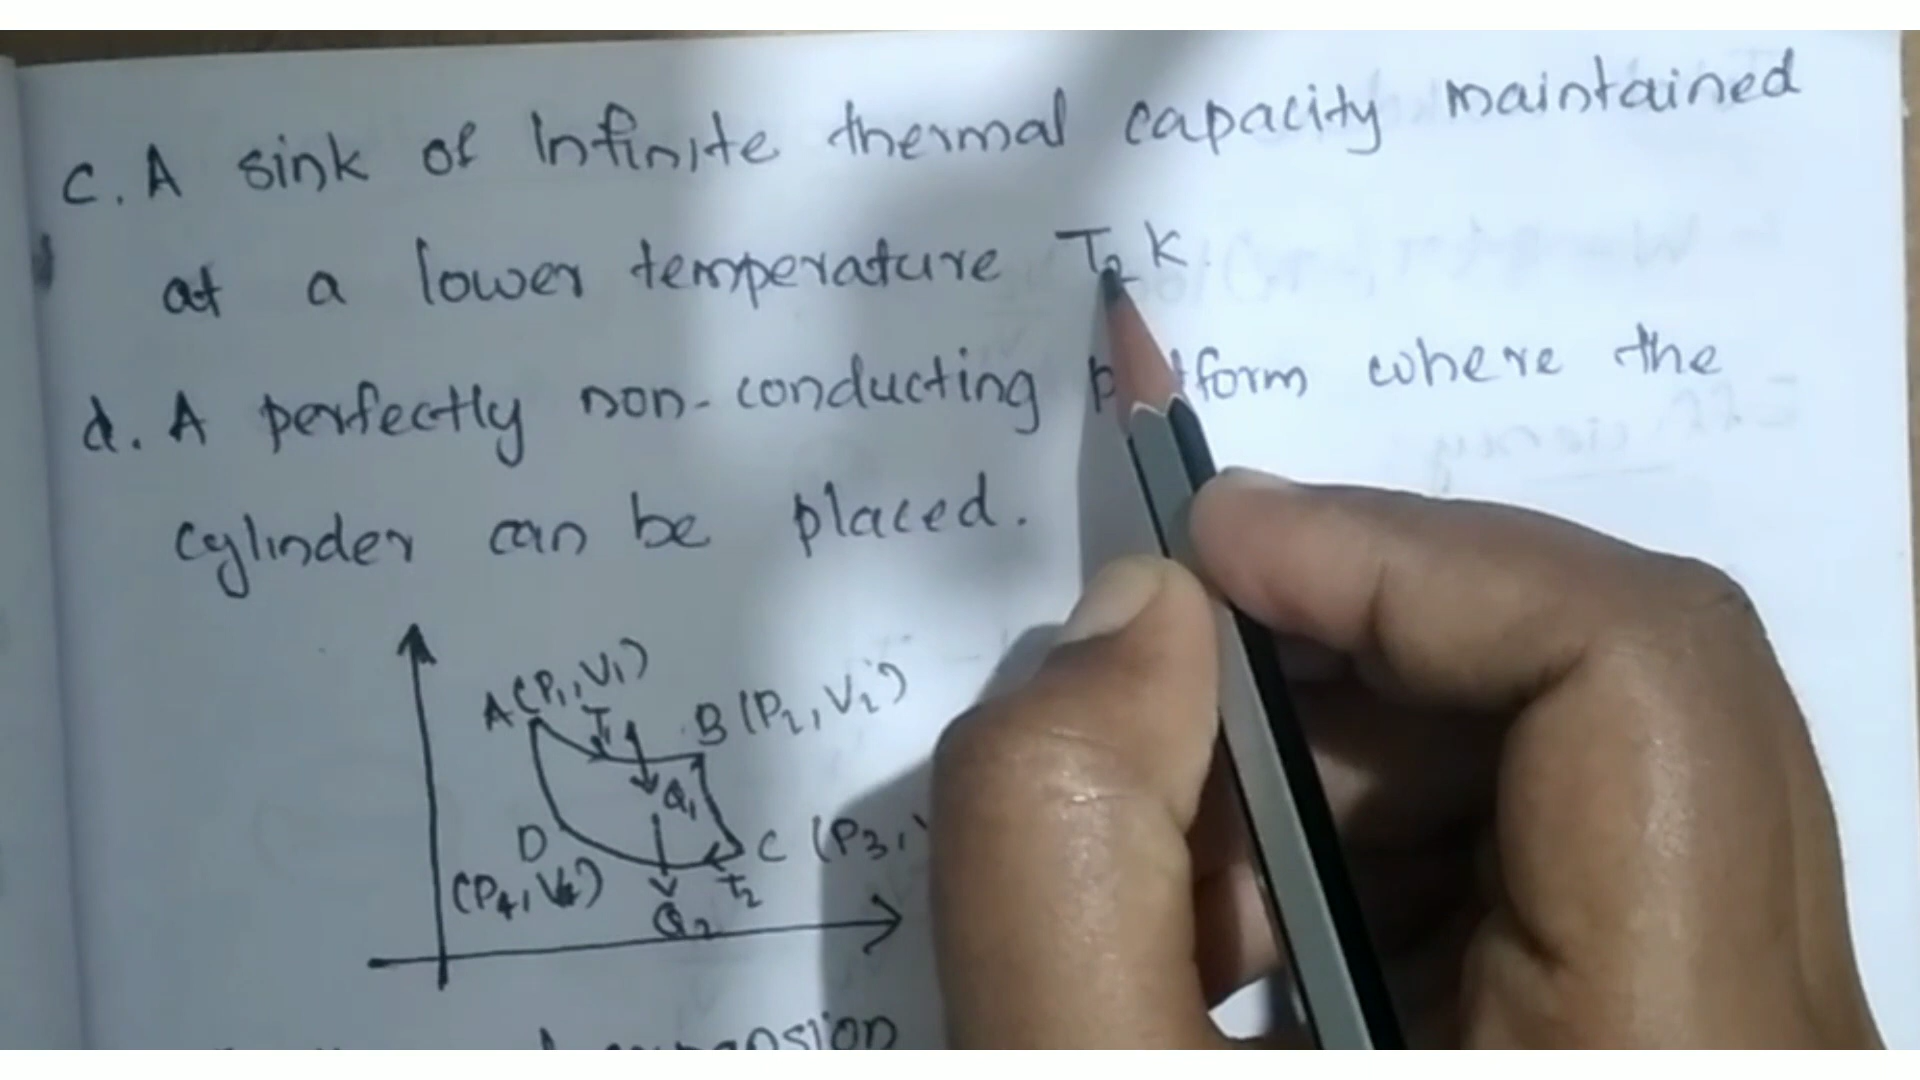 C. A sink of Infinite thermal capacity maintained
at a lower temperature T2 K
d. A perfectly non-conducting form where the
cylinder can be placed.
A(P1, V1)
T1
B (P2, V2)
Q1
D
C (P3,
(P4, V4)
T2
Q2
expansion